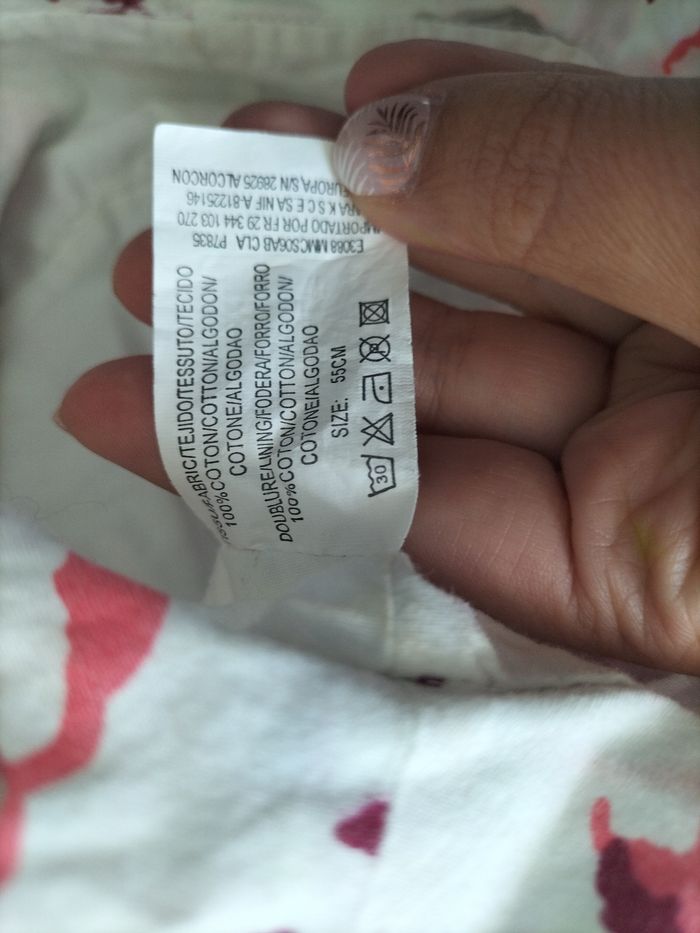 FABRIC/TEJIDO/TESSUTO/TECIDO
100%COTON/COTTON/ALGODON/
COTONE/ALGODAO
DOUBLURE/LINING/FODERA/FORRO/FORRO
100%COTON/COTTON/ALGODON/
COTONE/ALGODAO
SIZE: 55CM
30
E3068 MMCS06AB CLA P7835
IMPORTADO POR FR 29 344 103 270
K S C E SA NIF A-81225146
EUROPA, S/N 28925 ALCORCON